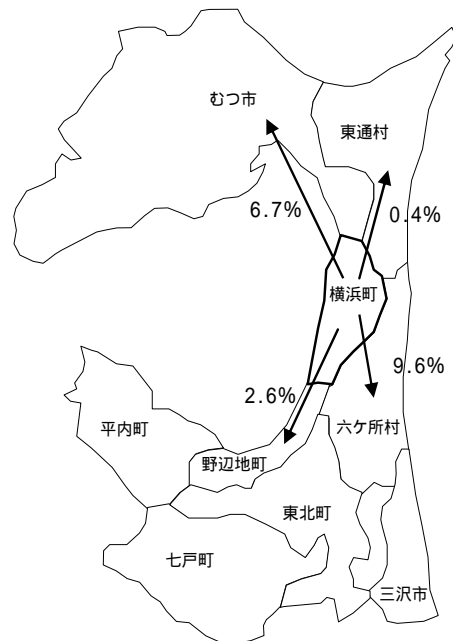 むつ市
東通村
6.7%
0.4%
横浜町
9.6%
2.6%
平内町
六ケ所村
野辺地町
東北町
七戸町
三沢市